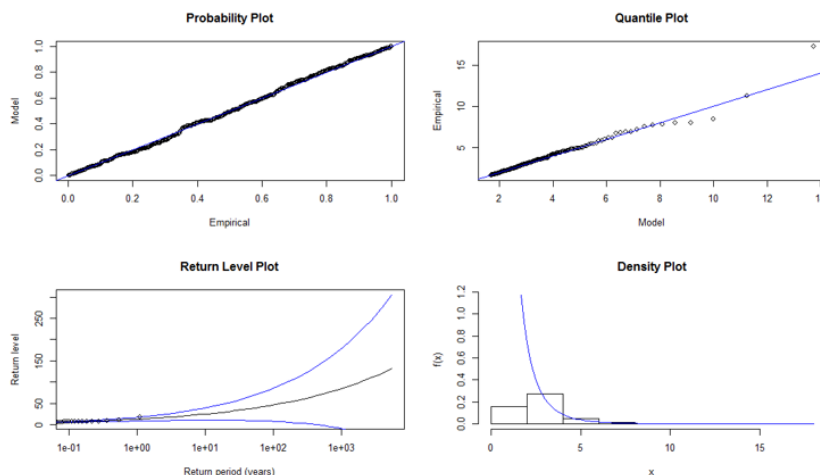 Probability Plot
Model
0.0 0.2 0.4 0.6 0.8 1.0
0.0 0.2 0.4 0.6 0.8 1.0
Empirical
Quantile Plot
Empirical
5 10 15
2 4 6 8 10 12 14
Model
Return Level Plot
Return level
0 50 150 250
1e-01 1e+00 1e+01 1e+02 1e+03
Return period (years)
Density Plot
f(x)
0.0 0.2 0.4 0.6 0.8 1.0 1.2
0 5 10 15
x